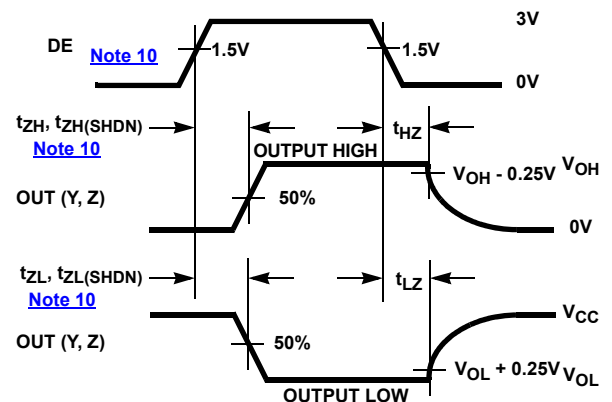 3V
DE Note 10 1.5V 1.5V
0V
tZH, tZH(SHDN) tHZ
Note 10
OUTPUT HIGH
VOH - 0.25V VOH
OUT (Y, Z) 50%
0V
tZL, tZL(SHDN) tLZ
Note 10
VCC
OUT (Y, Z) 50%
VOL + 0.25V VOL
OUTPUT LOW